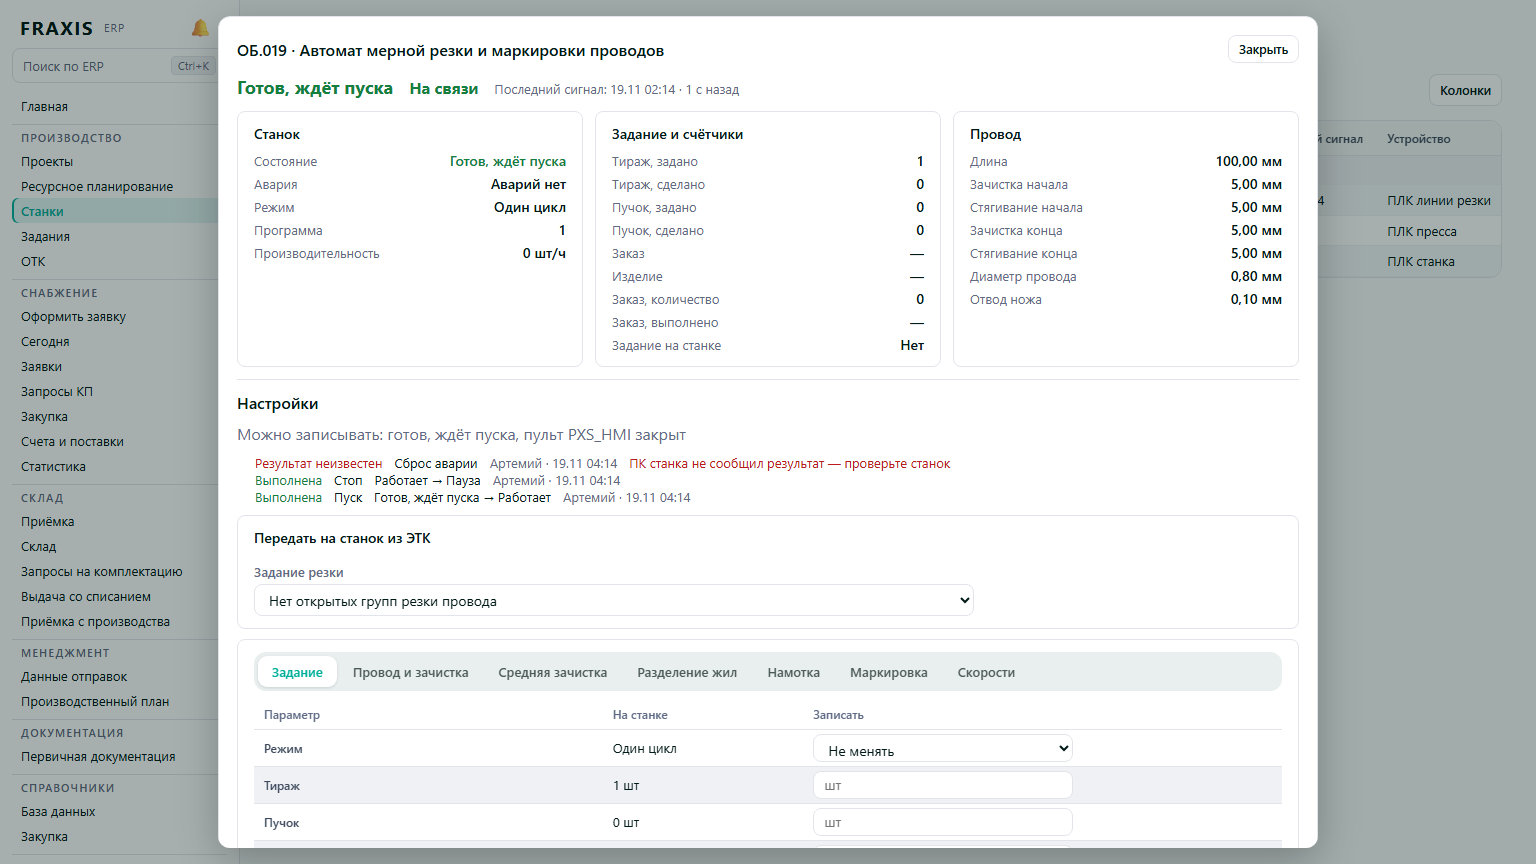 FRAXIS ERP
Поиск по ERP Ctrl+K
Главная
ПРОИЗВОДСТВО
Проекты
Ресурсное планирование
Станки
Задания
ОТК
СНАБЖЕНИЕ
Оформить заявку
Сегодня
Заявки
Запросы КП
Закупка
Счета и поставки
Статистика
СКЛАД
Приёмка
Склад
Запросы на комплектацию
Выдача со списанием
Приёмка с производства
МЕНЕДЖМЕНТ
Данные отправок
Производственный план
ДОКУМЕНТАЦИЯ
Первичная документация
СПРАВОЧНИКИ
База данных
Закупка
ОБ.019 · Автомат мерной резки и маркировки проводов
Закрыть
Готов, ждёт пуска На связи Последний сигнал: 19.11 02:14 · 1 с назад
Станок
Состояние Готов, ждёт пуска
Авария Аварий нет
Режим Один цикл
Программа 1
Производительность 0 шт/ч
Задание и счётчики
Тираж, задано 1
Тираж, сделано 0
Пучок, задано 0
Пучок, сделано 0
Заказ —
Изделие —
Заказ, количество 0
Заказ, выполнено —
Задание на станке Нет
Провод
Длина 100,00 мм
Зачистка начала 5,00 мм
Стягивание начала 5,00 мм
Зачистка конца 5,00 мм
Стягивание конца 5,00 мм
Диаметр провода 0,80 мм
Отвод ножа 0,10 мм
Настройки
Можно записывать: готов, ждёт пуска, пульт PXS_HMI закрыт
Результат неизвестен Сброс аварии Артемий · 19.11 04:14 ПК станка не сообщил результат — проверьте станок
Выполнена Стоп Работает → Пауза Артемий · 19.11 04:14
Выполнена Пуск Готов, ждёт пуска → Работает Артемий · 19.11 04:14
Передать на станок из ЭТК
Задание резки
Нет открытых групп резки провода
Задание Провод и зачистка Средняя зачистка Разделение жил Намотка Маркировка Скорости
Параметр На станке Записать
Режим Один цикл Не менять
Тираж 1 шт шт
Пучок 0 шт шт
Колонки
сигнал Устройство
4 ПЛК линии резки
ПЛК пресса
ПЛК станка